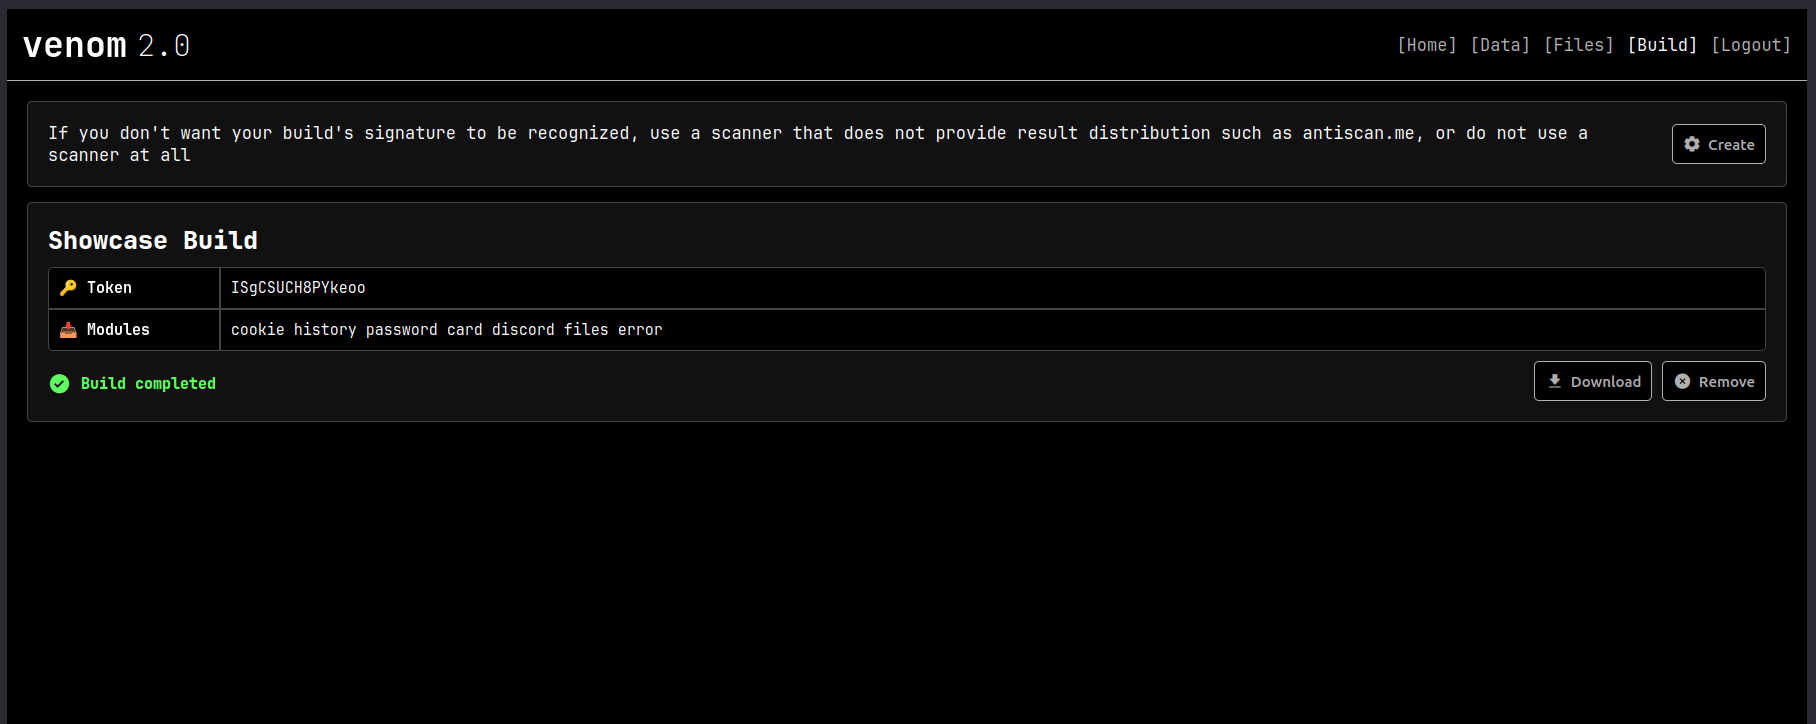 venom 2.0
[Home] [Data] [Files] [Build] [Logout]
If you don't want your build's signature to be recognized, use a scanner that does not provide result distribution such as antiscan.me, or do not use a
scanner at all
Create
Showcase Build
Token
ISgCSUCH8PYkeoo
Modules
cookie history password card discord files error
Build completed
Download
Remove